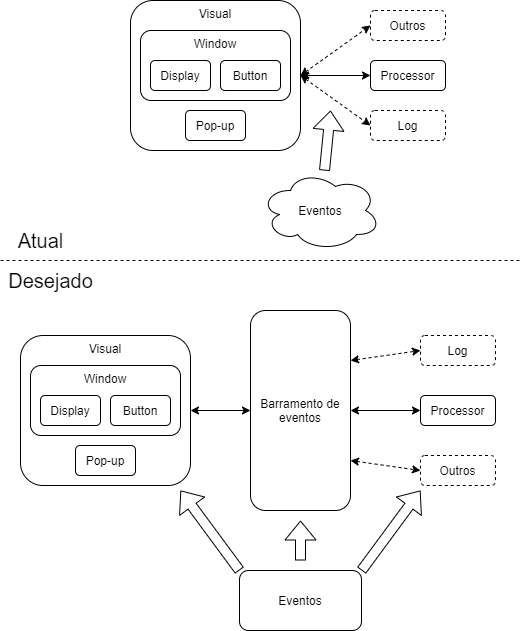 Visual
Window
Display
Button
Pop-up
Outros
Processor
Log
Eventos
Atual
Desejado
Visual
Window
Display
Button
Pop-up
Barramento de
eventos
Log
Processor
Outros
Eventos